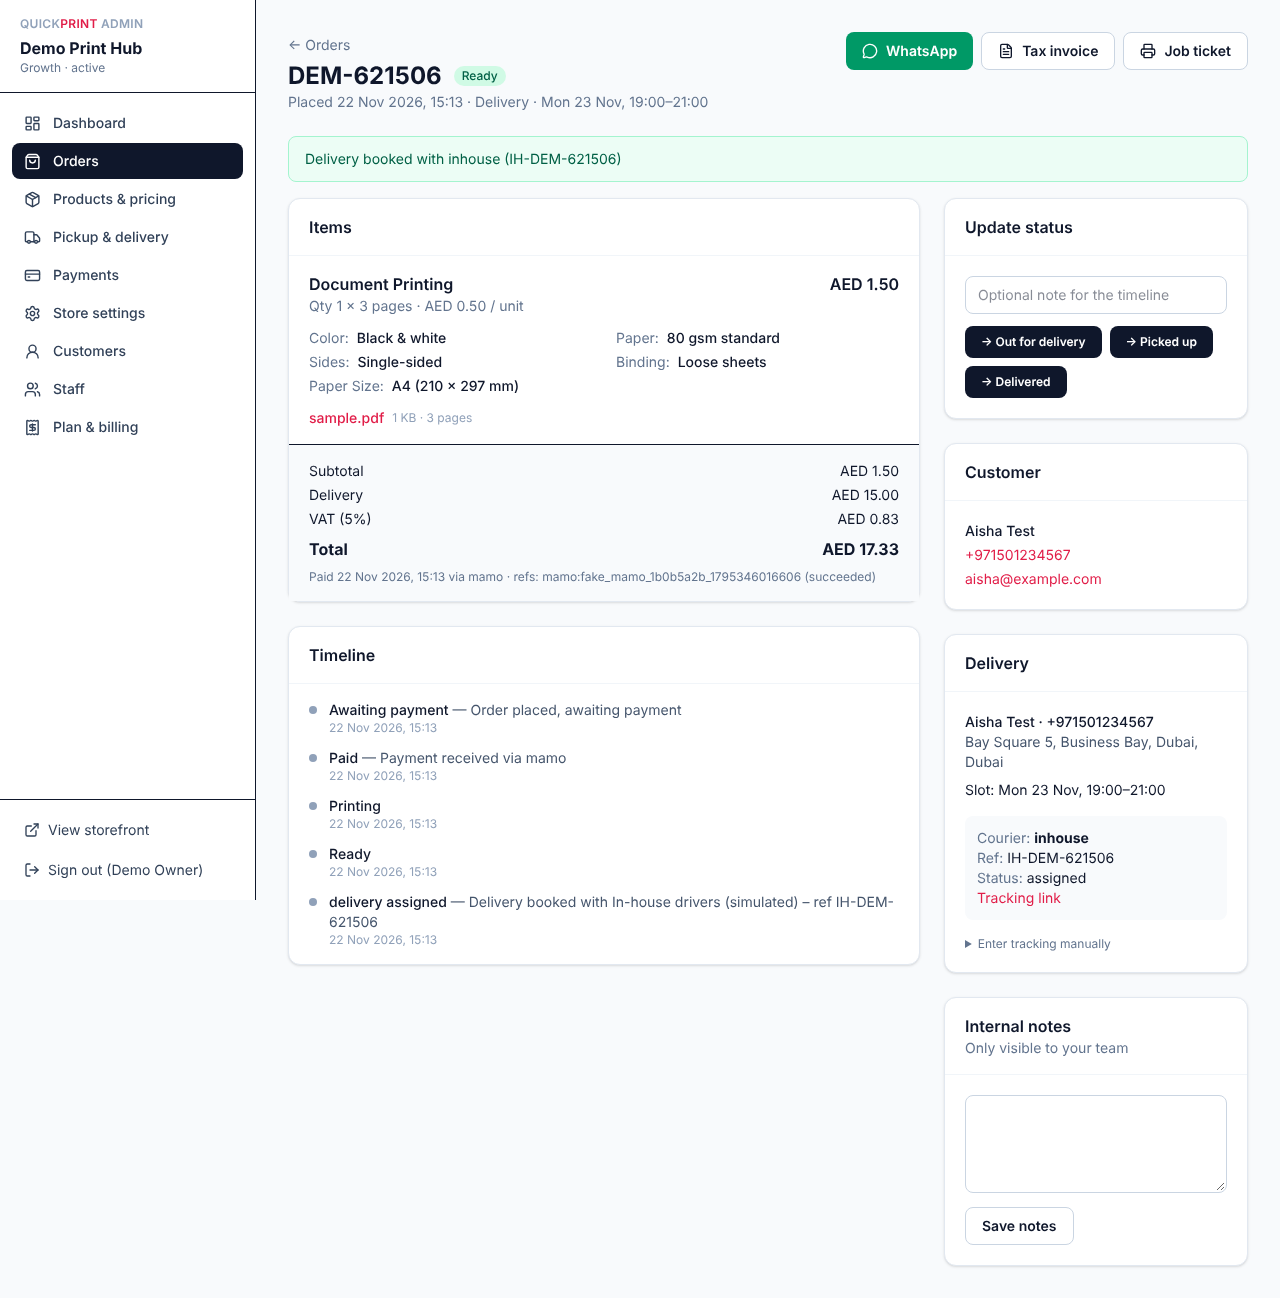 QUICKPRINT ADMIN
Demo Print Hub
Growth · active
Dashboard
Orders
Products & pricing
Pickup & delivery
Payments
Store settings
Customers
Staff
Plan & billing
View storefront
Sign out (Demo Owner)
← Orders
DEM-621506 Ready
Placed 22 Nov 2026, 15:13 · Delivery · Mon 23 Nov, 19:00–21:00
WhatsApp
Tax invoice
Job ticket
Delivery booked with inhouse (IH-DEM-621506)
Items
Document Printing AED 1.50
Qty 1 × 3 pages · AED 0.50 / unit
Color: Black & white Paper: 80 gsm standard
Sides: Single-sided Binding: Loose sheets
Paper Size: A4 (210 × 297 mm)
sample.pdf 1 KB · 3 pages
Subtotal AED 1.50
Delivery AED 15.00
VAT (5%) AED 0.83
Total AED 17.33
Paid 22 Nov 2026, 15:13 via mamo · refs: mamo:fake_mamo_1b0b5a2b_1795346016606 (succeeded)
Timeline
Awaiting payment — Order placed, awaiting payment
22 Nov 2026, 15:13
Paid — Payment received via mamo
22 Nov 2026, 15:13
Printing
22 Nov 2026, 15:13
Ready
22 Nov 2026, 15:13
delivery assigned — Delivery booked with In-house drivers (simulated) – ref IH-DEM-
621506
22 Nov 2026, 15:13
Update status
Optional note for the timeline
→ Out for delivery
→ Picked up
→ Delivered
Customer
Aisha Test
+971501234567
aisha@example.com
Delivery
Aisha Test · +971501234567
Bay Square 5, Business Bay, Dubai,
Dubai
Slot: Mon 23 Nov, 19:00–21:00
Courier: inhouse
Ref: IH-DEM-621506
Status: assigned
Tracking link
▶ Enter tracking manually
Internal notes
Only visible to your team
Save notes